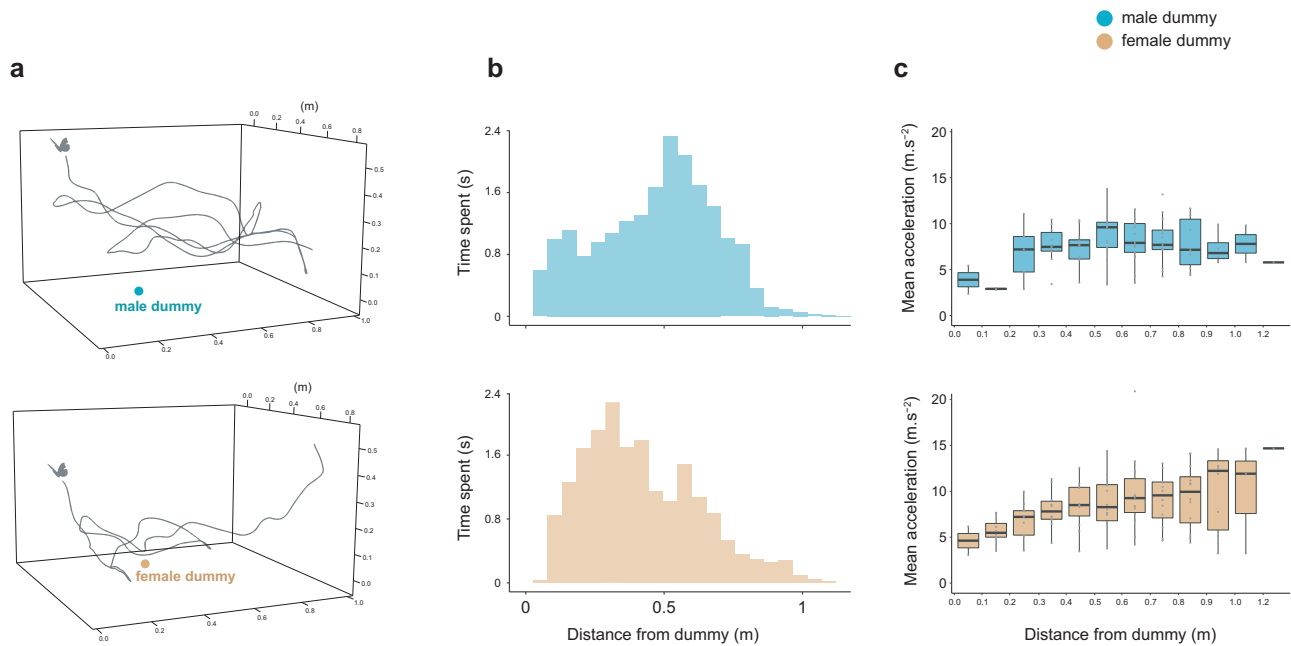 male dummy
female dummy
a
b
c
(m)
0.0 0.2 0.4 0.6 0.8
0.5
0.4
0.3
0.2
0.1
0.0
male dummy
0.0 0.2 0.4 0.6 0.8 1.0
Time spent (s)
2.4
1.6
0.8
0
Mean acceleration (m.s⁻²)
20
15
10
5
0
0.0 0.1 0.2 0.3 0.4 0.5 0.6 0.7 0.8 0.9 1.0 1.2
(m)
0.0 0.2 0.4 0.6 0.8
0.5
0.4
0.3
0.2
0.1
0.0
female dummy
0.0 0.2 0.4 0.6 0.8 1.0
Time spent (s)
2.4
1.6
0.8
0
0 0.5 1
Distance from dummy (m)
Mean acceleration (m.s⁻²)
20
15
10
5
0
0.0 0.1 0.2 0.3 0.4 0.5 0.6 0.7 0.8 0.9 1.0 1.2
Distance from dummy (m)